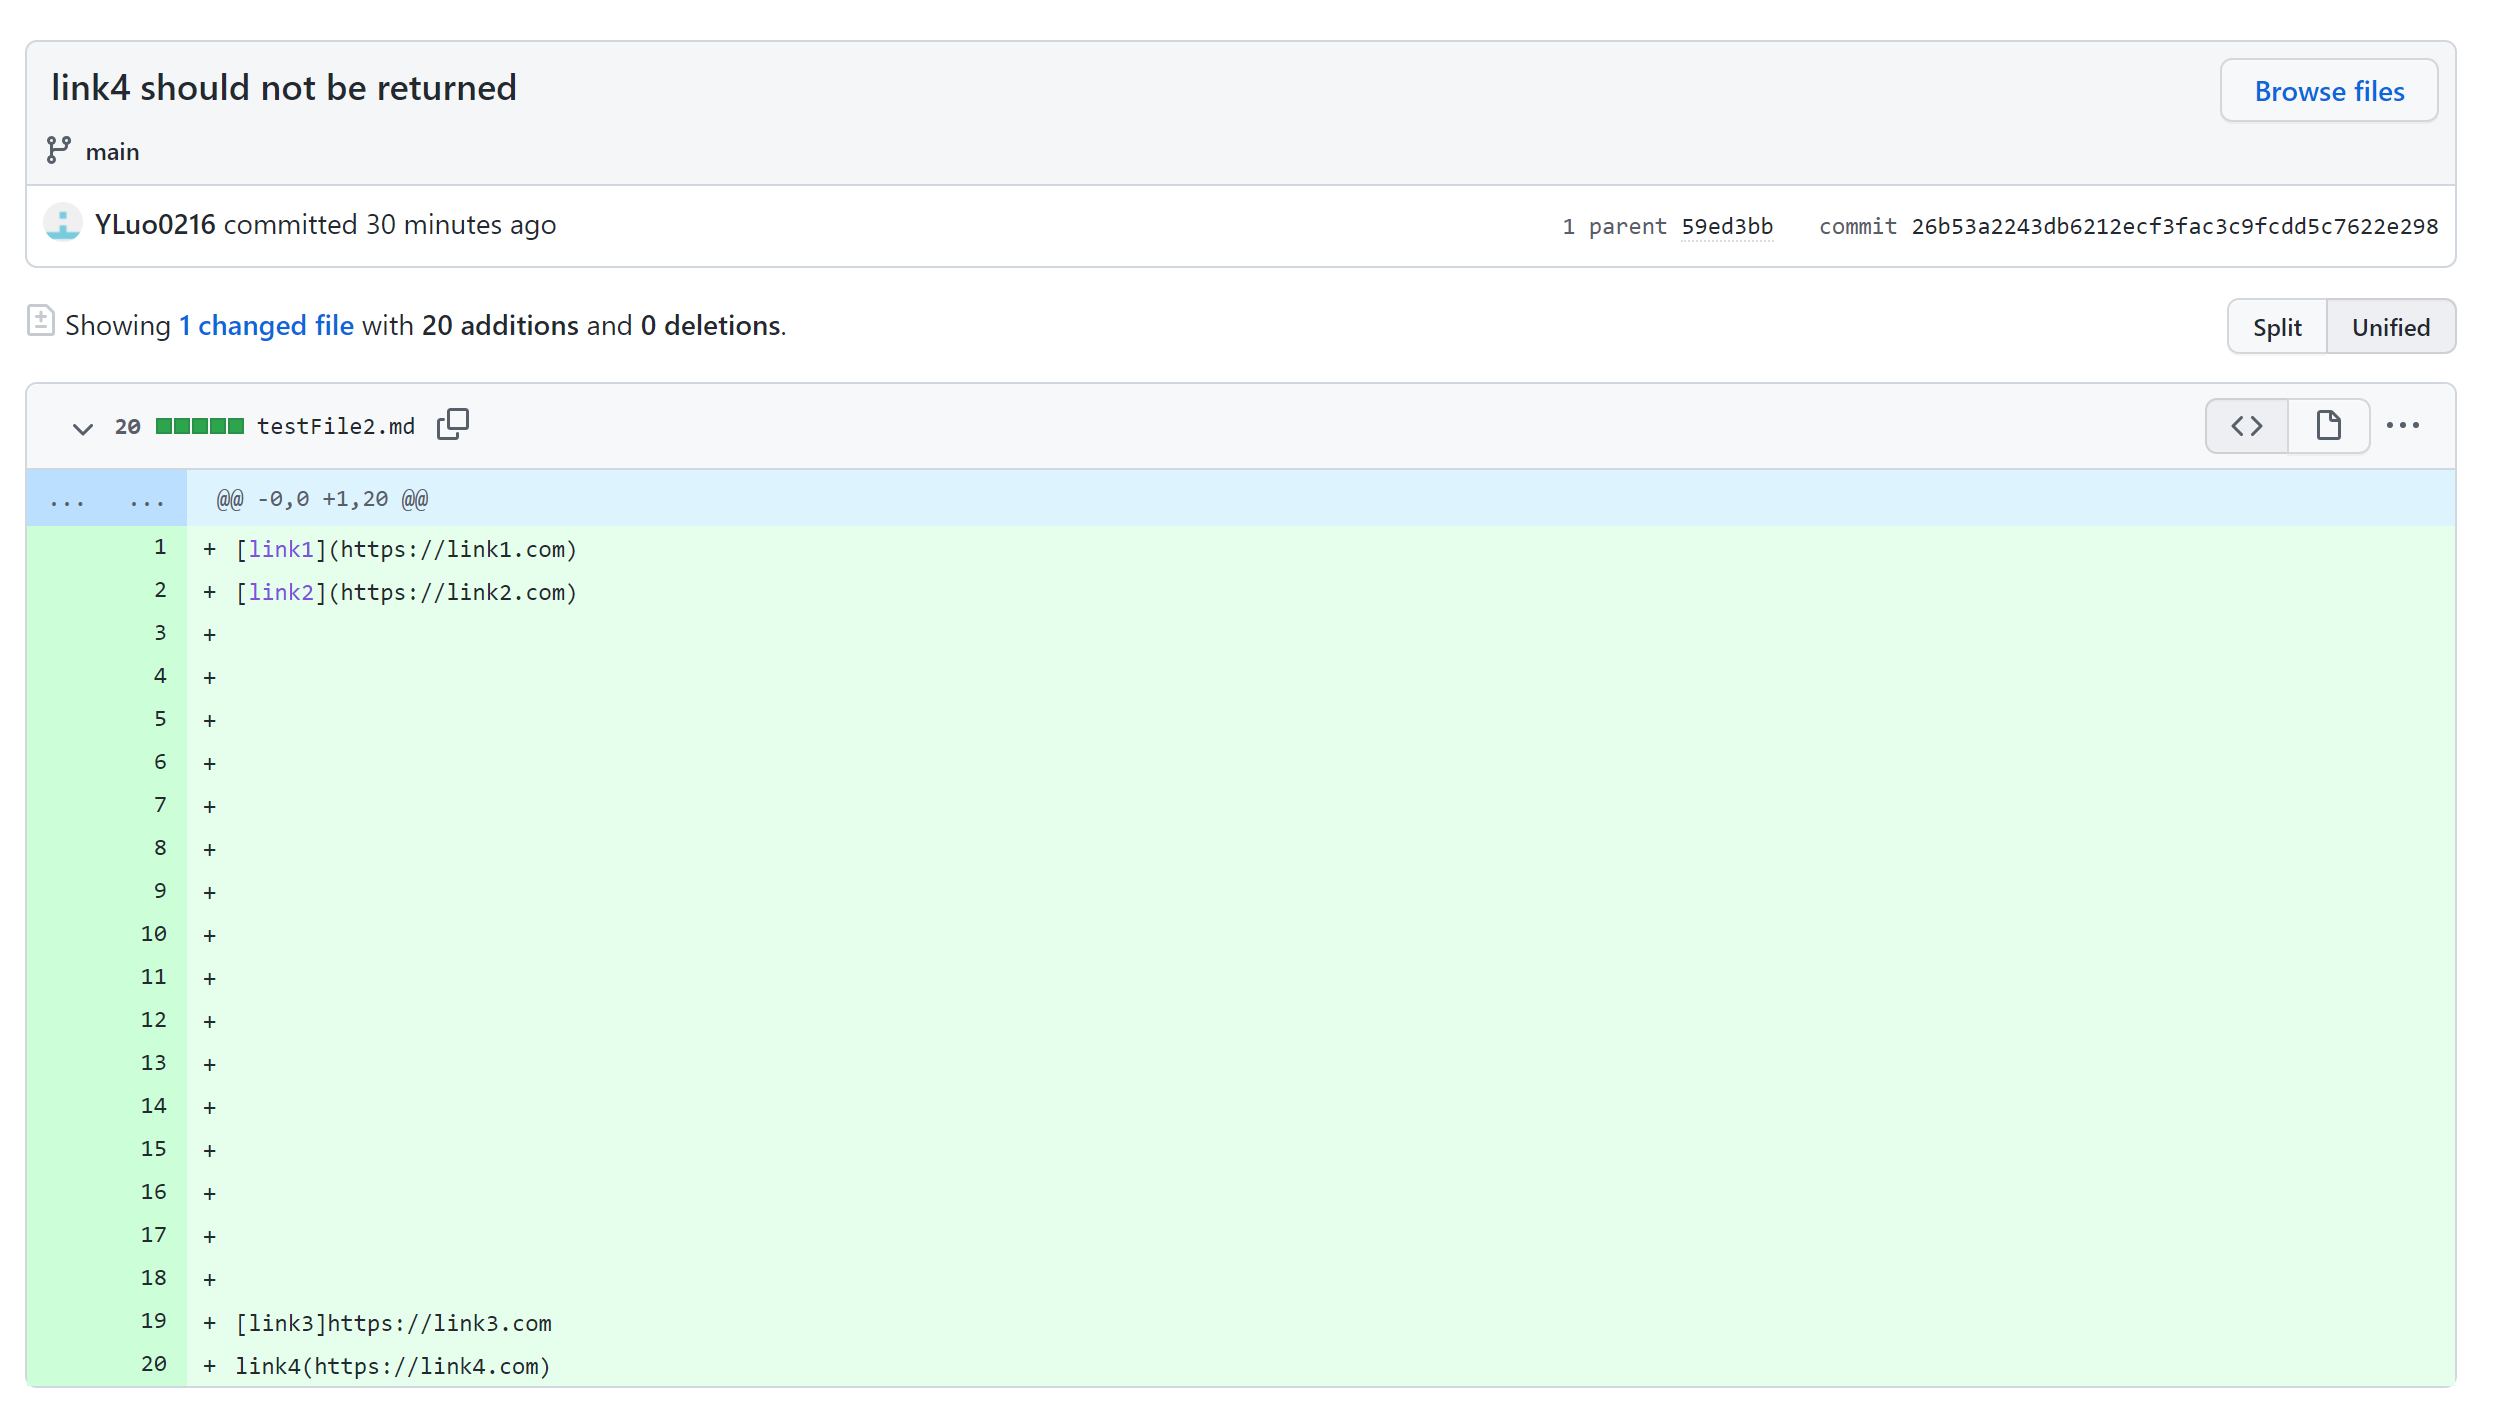 link4 should not be returned
Browse files
main
YLuo0216 committed 30 minutes ago
1 parent 59ed3bb commit 26b53a2243db6212ecf3fac3c9fcdd5c7622e298
Showing 1 changed file with 20 additions and 0 deletions.
Split Unified
20 testFile2.md
... ... @@ -0,0 +1,20 @@
1 + [link1](https://link1.com)
2 + [link2](https://link2.com)
3 +
4 +
5 +
6 +
7 +
8 +
9 +
10 +
11 +
12 +
13 +
14 +
15 +
16 +
17 +
18 +
19 + [link3]https://link3.com
20 + link4(https://link4.com)